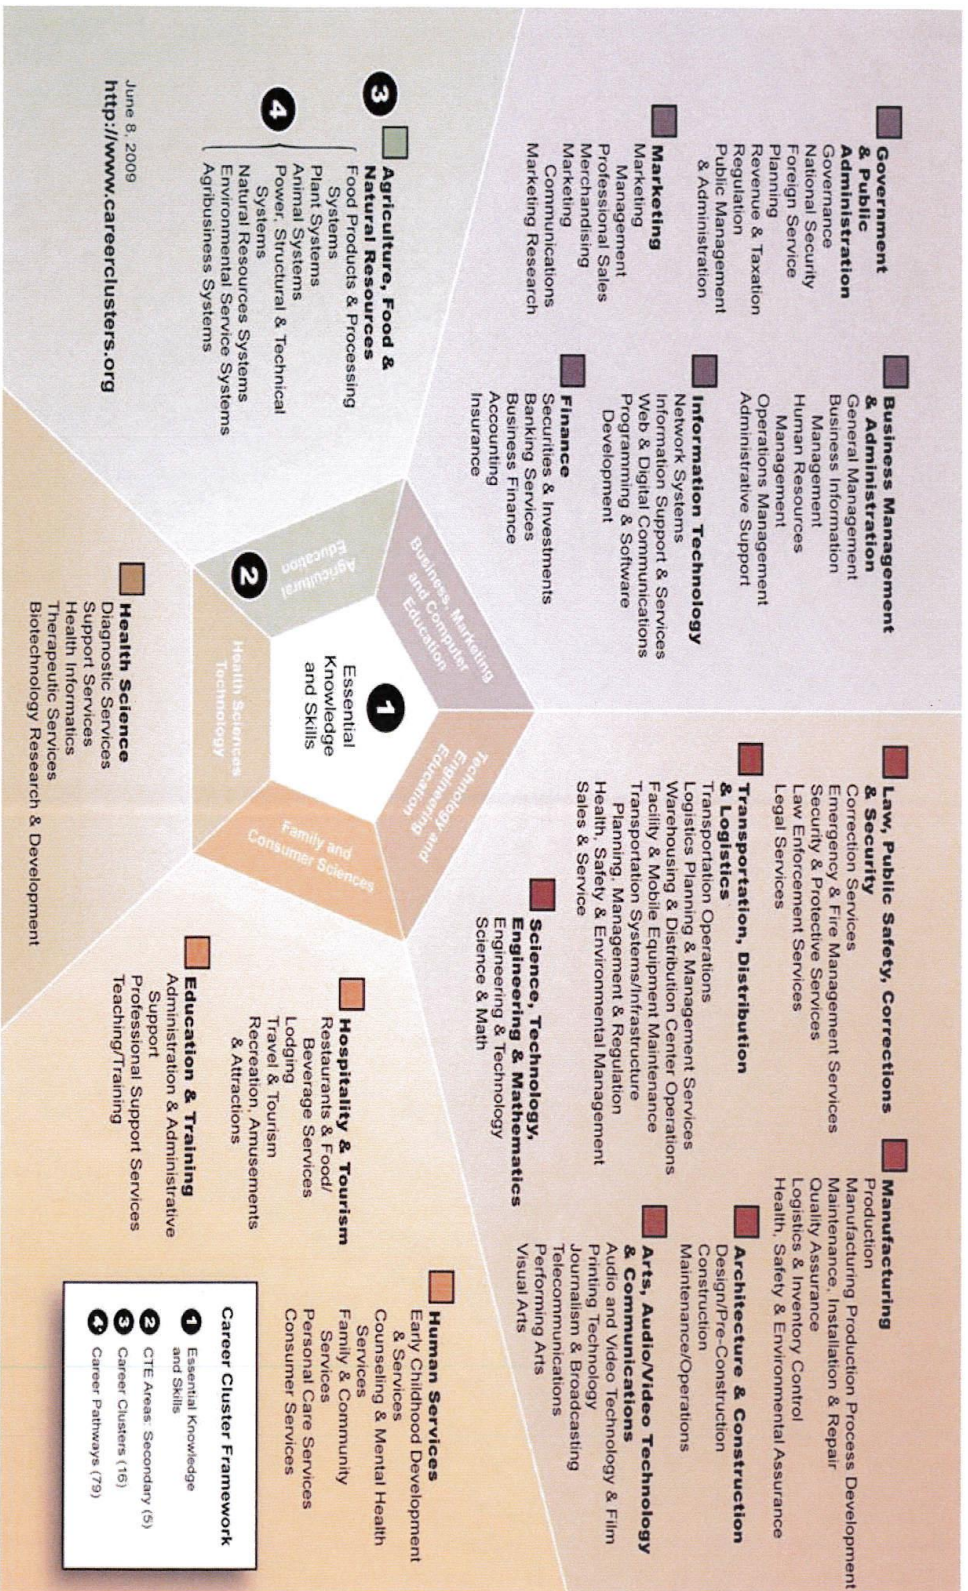 Government
& Public
Administration
Governance
National Security
Foreign Service
Planning
Revenue & Taxation
Regulation
Public Management
& Administration
Business Management
& Administration
General Management
Business Information
Management
Human Resources
Management
Operations Management
Administrative Support
Marketing
Marketing
Management
Professional Sales
Merchandising
Marketing
Communications
Marketing Research
Information Technology
Network Systems
Information Support & Services
Web & Digital Communications
Programming & Software
Development
Finance
Securities & Investments
Banking Services
Business Finance
Accounting
Insurance
Law, Public Safety, Corrections
& Security
Correction Services
Emergency & Fire Management Services
Security & Protective Services
Law Enforcement Services
Legal Services
Manufacturing
Production
Manufacturing Production Process Development
Maintenance, Installation & Repair
Quality Assurance
Logistics & Inventory Control
Health, Safety & Environmental Assurance
Transportation, Distribution
& Logistics
Transportation Operations
Logistics Planning & Management Services
Warehousing & Distribution Center Operations
Facility & Mobile Equipment Maintenance
Transportation Systems/Infrastructure
Planning, Management & Regulation
Health, Safety & Environmental Management
Sales & Service
Architecture & Construction
Design/Pre-Construction
Construction
Maintenance/Operations
Science, Technology,
Engineering & Mathematics
Engineering & Technology
Science & Math
Arts, Audio/Video Technology
& Communications
Audio and Video Technology & Film
Printing Technology
Journalism & Broadcasting
Telecommunications
Performing Arts
Visual Arts
3
Agriculture, Food &
Natural Resources
4
Food Products & Processing
Systems
Plant Systems
Animal Systems
Power, Structural & Technical
Systems
Natural Resources Systems
Environmental Service Systems
Agribusiness Systems
Business, Marketing
and Computer
Education
Technology and
Engineering
Education
Agricultural
Education
2
1
Essential
Knowledge
and Skills
Family and
Consumer Sciences
Health Sciences
Technology
Hospitality & Tourism
Restaurants & Food/
Beverage Services
Lodging
Travel & Tourism
Recreation, Amusements
& Attractions
Human Services
Early Childhood Development
& Services
Counseling & Mental Health
Services
Family & Community
Services
Personal Care Services
Consumer Services
Education & Training
Administration & Administrative
Support
Professional Support Services
Teaching/Training
Health Science
Diagnostic Services
Support Services
Health Informatics
Therapeutic Services
Biotechnology Research & Development
June 8, 2009
http://www.careerclusters.org
Career Cluster Framework
1 Essential Knowledge
and Skills
2 CTE Areas: Secondary (5)
3 Career Clusters (16)
4 Career Pathways (79)